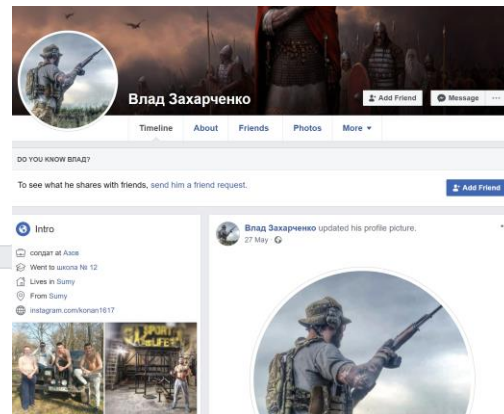 Влад Захарченко
Add Friend
Message
Timeline About Friends Photos More
DO YOU KNOW ВЛАД?
To see what he shares with friends, send him a friend request.
Add Friend
Intro
солдат at Азов
Went to школа № 12
Lives in Sumy
From Sumy
instagram.com/konan1617
Влад Захарченко updated his profile picture.
27 May
SPORT
LIFE